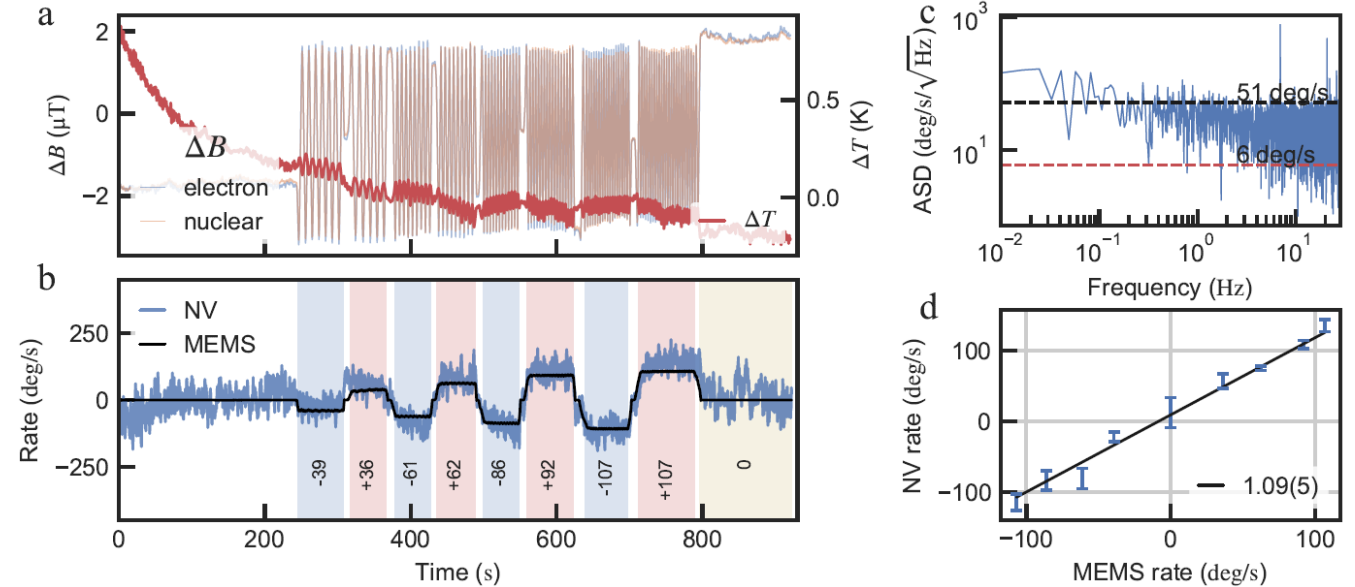 a
2
0
−2
ΔB (μT)
ΔB
electron
nuclear
ΔT
0.5
0.0
ΔT (K)
b
250
0
−250
Rate (deg/s)
NV
MEMS
-39
+36
-61
+62
-86
+92
-107
+107
0
0
200
400
600
800
Time (s)
c
10³
10¹
ASD (deg/s/√Hz)
51 deg/s
6 deg/s
10⁻²
10⁻¹
10⁰
10¹
Frequency (Hz)
d
100
0
−100
NV rate (deg/s)
1.09(5)
−100
0
100
MEMS rate (deg/s)